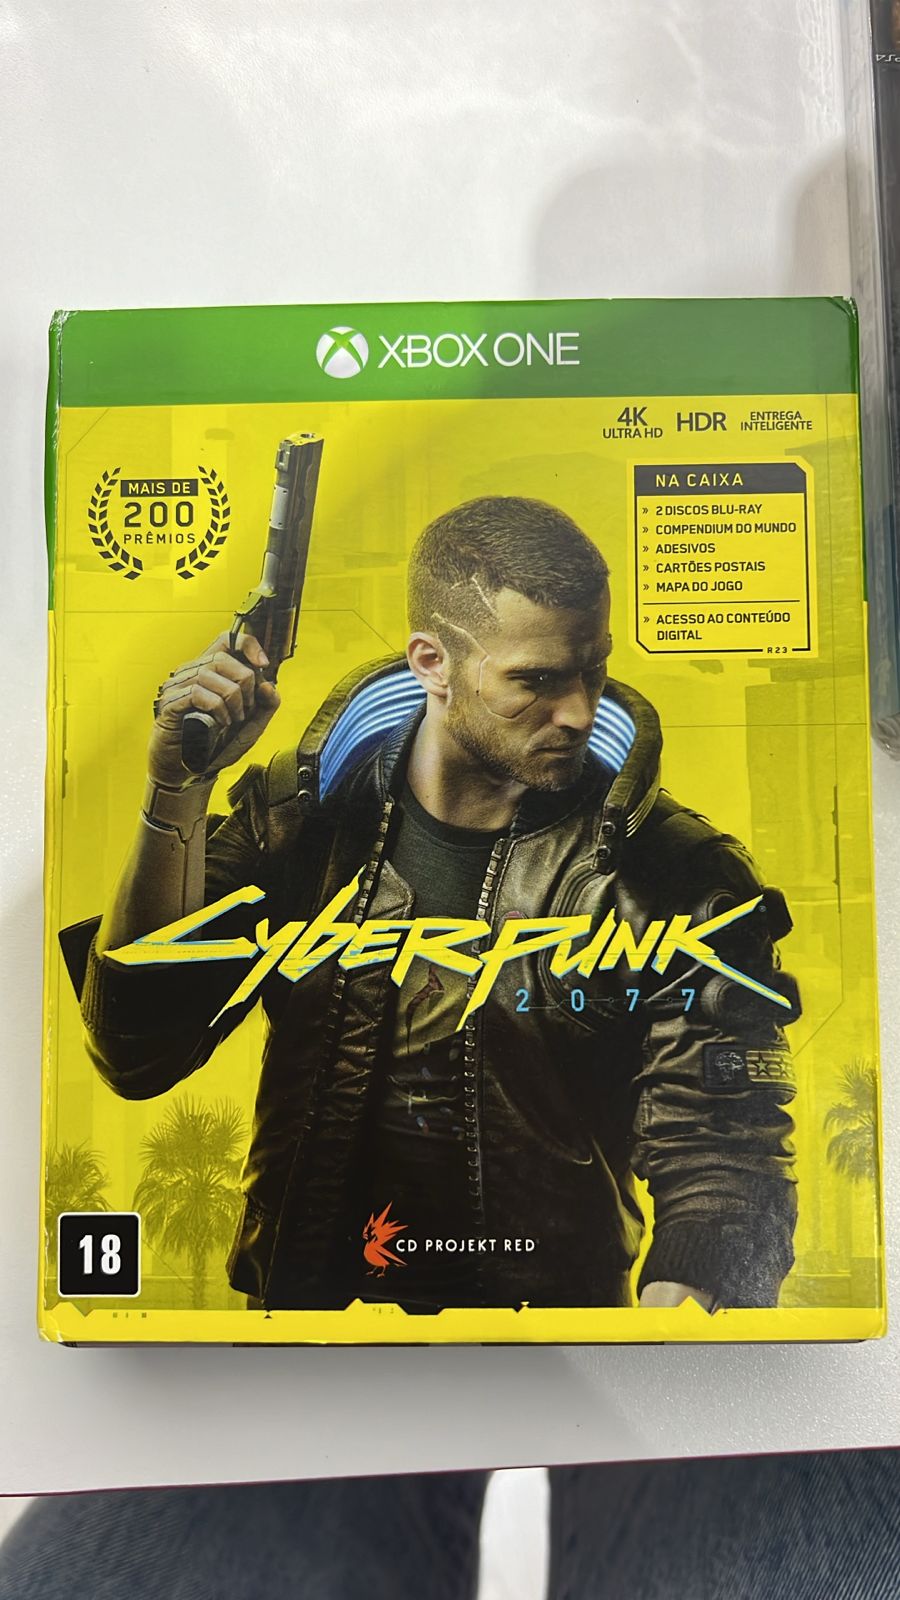 XBOX ONE
4K
ULTRA HD
HDR
ENTREGA
INTELIGENTE
MAIS DE
200
PRÊMIOS
NA CAIXA
» 2 DISCOS BLU-RAY
» COMPENDIUM DO MUNDO
» ADESIVOS
» CARTÕES POSTAIS
» MAPA DO JOGO
» ACESSO AO CONTEÚDO
DIGITAL
R23
Cyberpunk
2077
CD PROJEKT RED
18
PS4